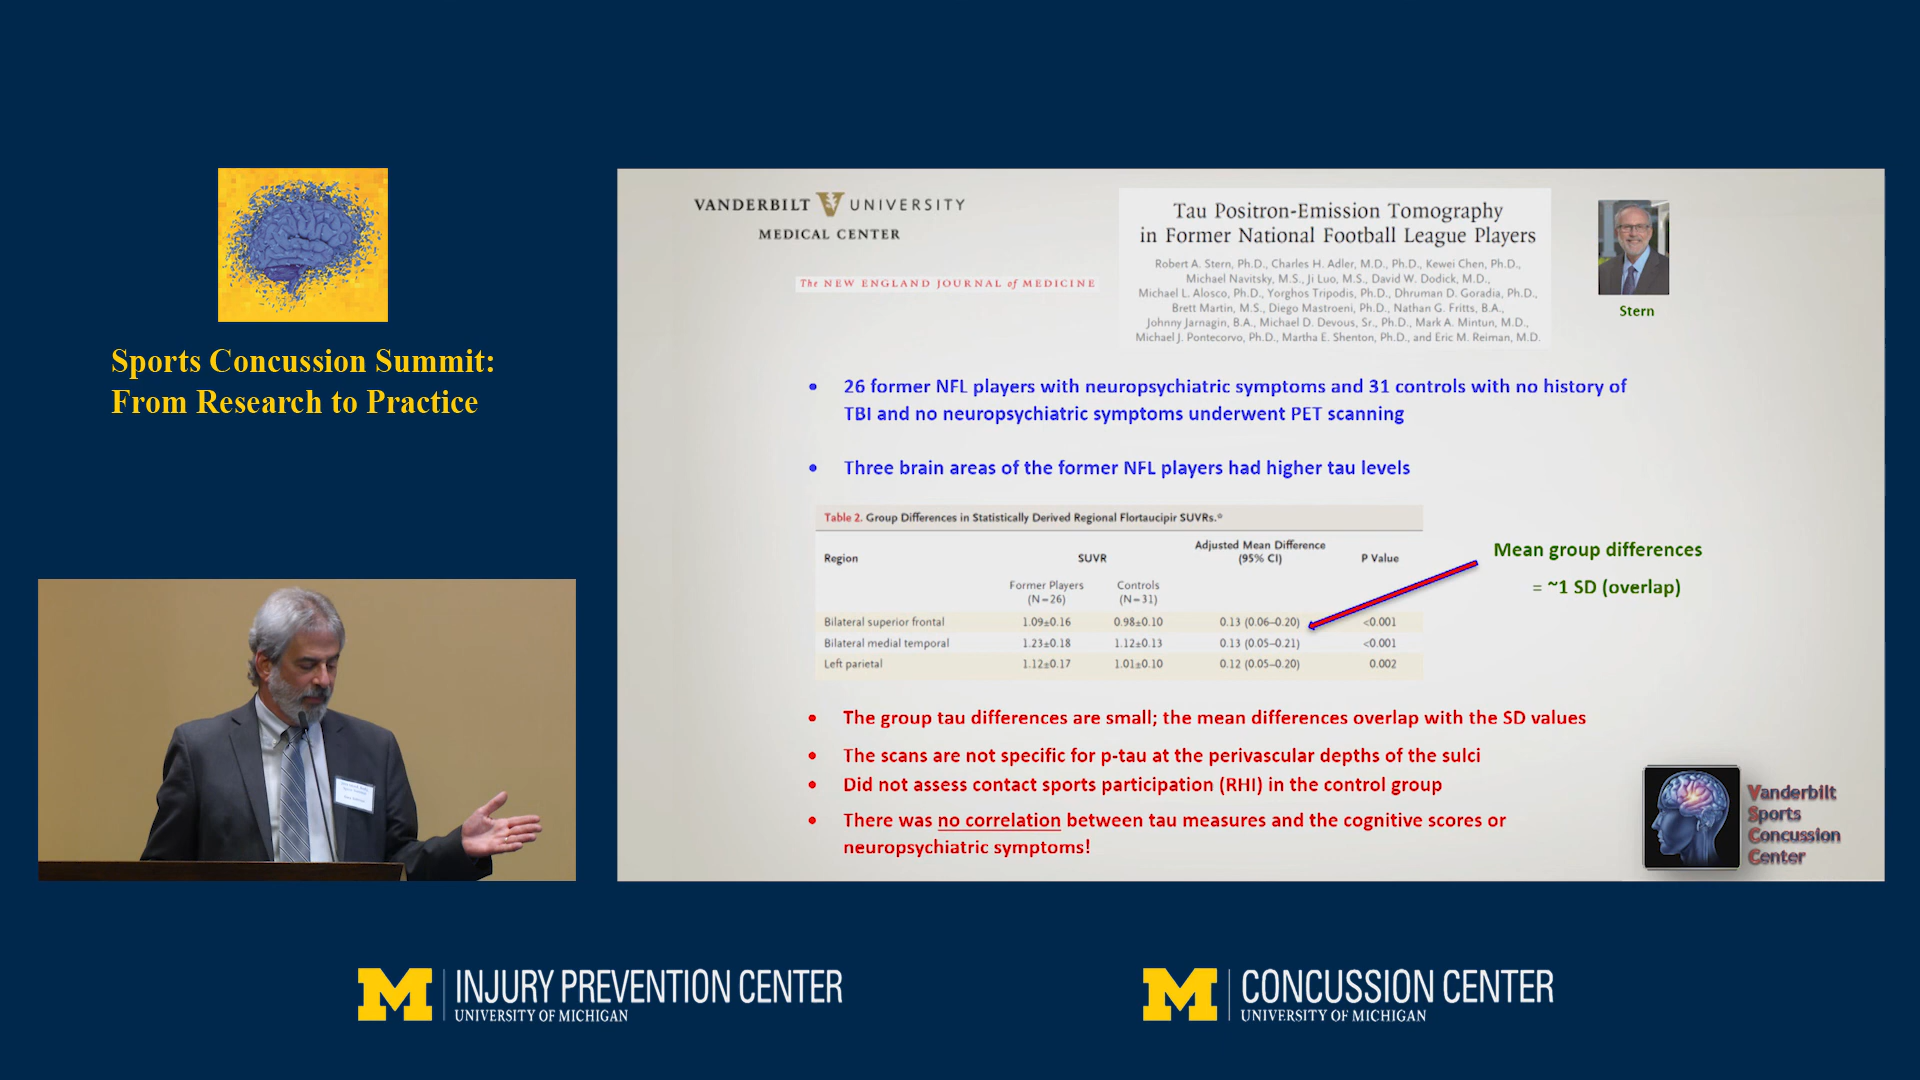 Sports Concussion Summit:
From Research to Practice
VANDERBILT UNIVERSITY
MEDICAL CENTER
The NEW ENGLAND JOURNAL of MEDICINE
Tau Positron-Emission Tomography
in Former National Football League Players
Robert A. Stern, Ph.D., Charles H. Adler, M.D., Ph.D., Kewei Chen, Ph.D.,
Michael Navitsky, M.S., Ji Luo, M.S., David W. Dodick, M.D.,
Michael L. Alosco, Ph.D., Yorghos Tripodis, Ph.D., Dhruman D. Goradia, Ph.D.,
Brett Martin, M.S., Diego Mastroeni, Ph.D., Nathan G. Fritts, B.A.,
Johnny Jarnagin, B.A., Michael D. Devous, Sr., Ph.D., Mark A. Mintun, M.D.,
Michael J. Pontecorvo, Ph.D., Martha E. Shenton, Ph.D., and Eric M. Reiman, M.D.
Stern
• 26 former NFL players with neuropsychiatric symptoms and 31 controls with no history of
TBI and no neuropsychiatric symptoms underwent PET scanning
• Three brain areas of the former NFL players had higher tau levels
Table 2. Group Differences in Statistically Derived Regional Flortaucipir SUVRs.*
Region SUVR Adjusted Mean Difference (95% CI) P Value
Former Players (N=26) Controls (N=31)
Bilateral superior frontal 1.09±0.16 0.98±0.10 0.13 (0.06–0.20) <0.001
Bilateral medial temporal 1.23±0.18 1.12±0.13 0.13 (0.05–0.21) <0.001
Left parietal 1.12±0.17 1.01±0.10 0.12 (0.05–0.20) 0.002
Mean group differences
= ~1 SD (overlap)
• The group tau differences are small; the mean differences overlap with the SD values
• The scans are not specific for p-tau at the perivascular depths of the sulci
• Did not assess contact sports participation (RHI) in the control group
• There was no correlation between tau measures and the cognitive scores or
neuropsychiatric symptoms!
Vanderbilt
Sports
Concussion
Center
M INJURY PREVENTION CENTER
UNIVERSITY OF MICHIGAN
M CONCUSSION CENTER
UNIVERSITY OF MICHIGAN